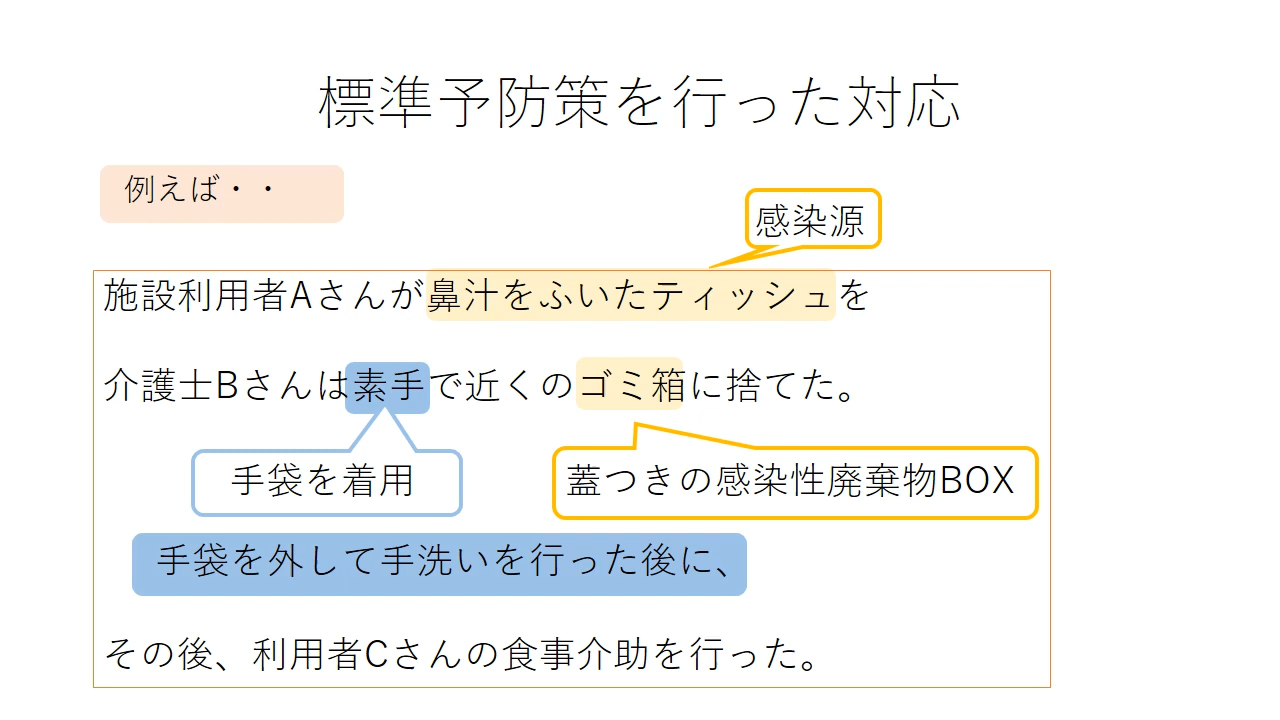 標準予防策を行った対応
例えば・・
感染源
施設利用者Aさんが鼻汁をふいたティッシュを
介護士Bさんは素手で近くのゴミ箱に捨てた。
手袋を着用
蓋つきの感染性廃棄物BOX
手袋を外して手洗いを行った後に、
その後、利用者Cさんの食事介助を行った。